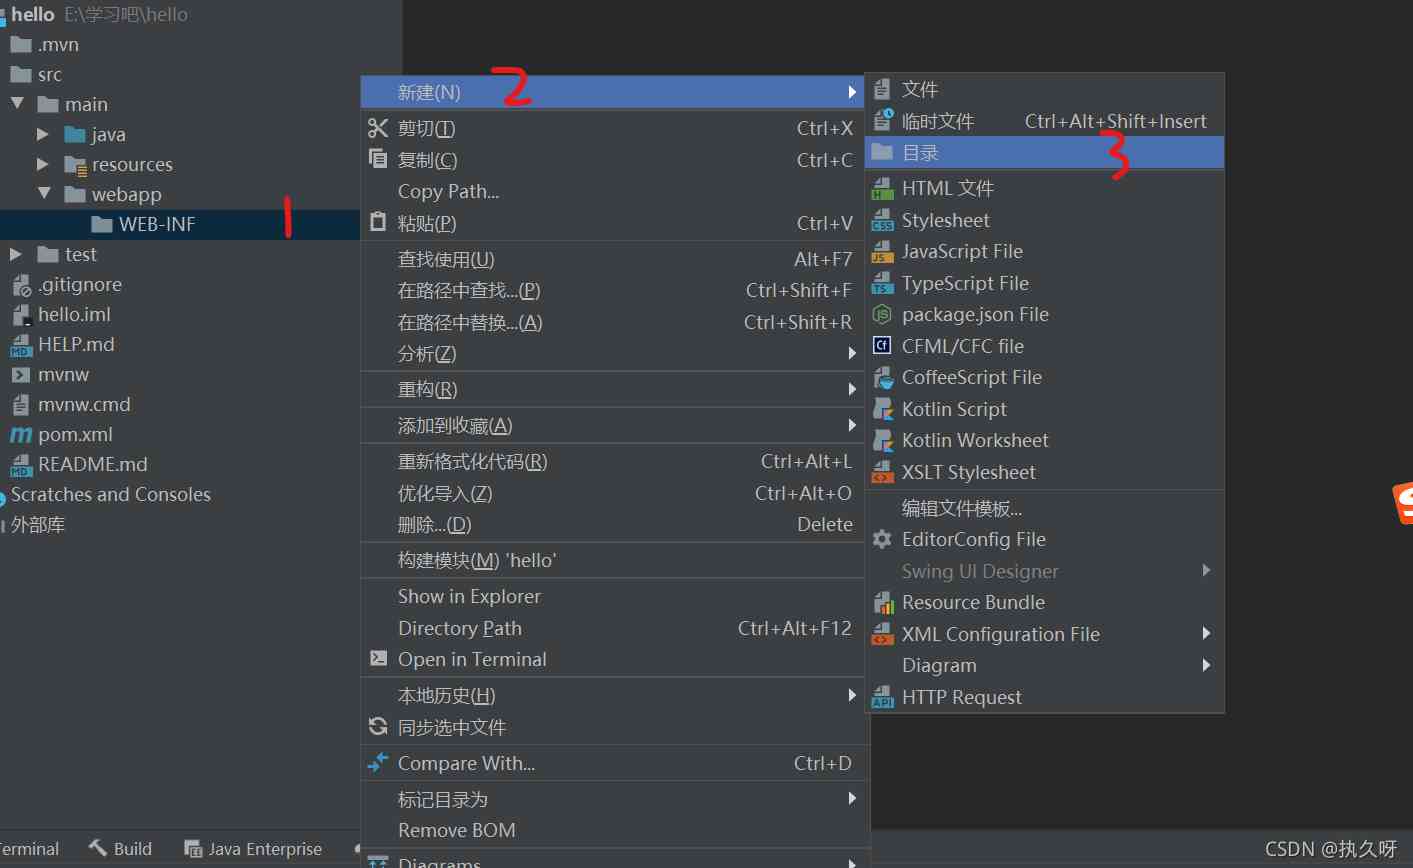 hello E:\学习吧\hello
.mvn
src
main
java
resources
webapp
WEB-INF
1
test
.gitignore
hello.iml
HELP.md
mvnw
mvnw.cmd
pom.xml
README.md
Scratches and Consoles
外部库
新建(N)
2
剪切(T) Ctrl+X
复制(C) Ctrl+C
Copy Path...
粘贴(P) Ctrl+V
查找使用(U) Alt+F7
在路径中查找...(P) Ctrl+Shift+F
在路径中替换...(A) Ctrl+Shift+R
分析(Z)
重构(R)
添加到收藏(A)
重新格式化代码(R) Ctrl+Alt+L
优化导入(Z) Ctrl+Alt+O
删除...(D) Delete
构建模块(M) 'hello'
Show in Explorer
Directory Path Ctrl+Alt+F12
Open in Terminal
本地历史(H)
同步选中文件
Compare With... Ctrl+D
标记目录为
Remove BOM
Diagrams
文件
临时文件 Ctrl+Alt+Shift+Insert
目录
3
HTML 文件
H
Stylesheet
CSS
JavaScript File
JS
TypeScript File
TS
package.json File
CFML/CFC file
Cf
CoffeeScript File
Kotlin Script
Kotlin Worksheet
XSLT Stylesheet
编辑文件模板...
EditorConfig File
Swing UI Designer
Resource Bundle
XML Configuration File
Diagram
HTTP Request
API
erminal
Build
Java Enterprise
CSDN @执久呀